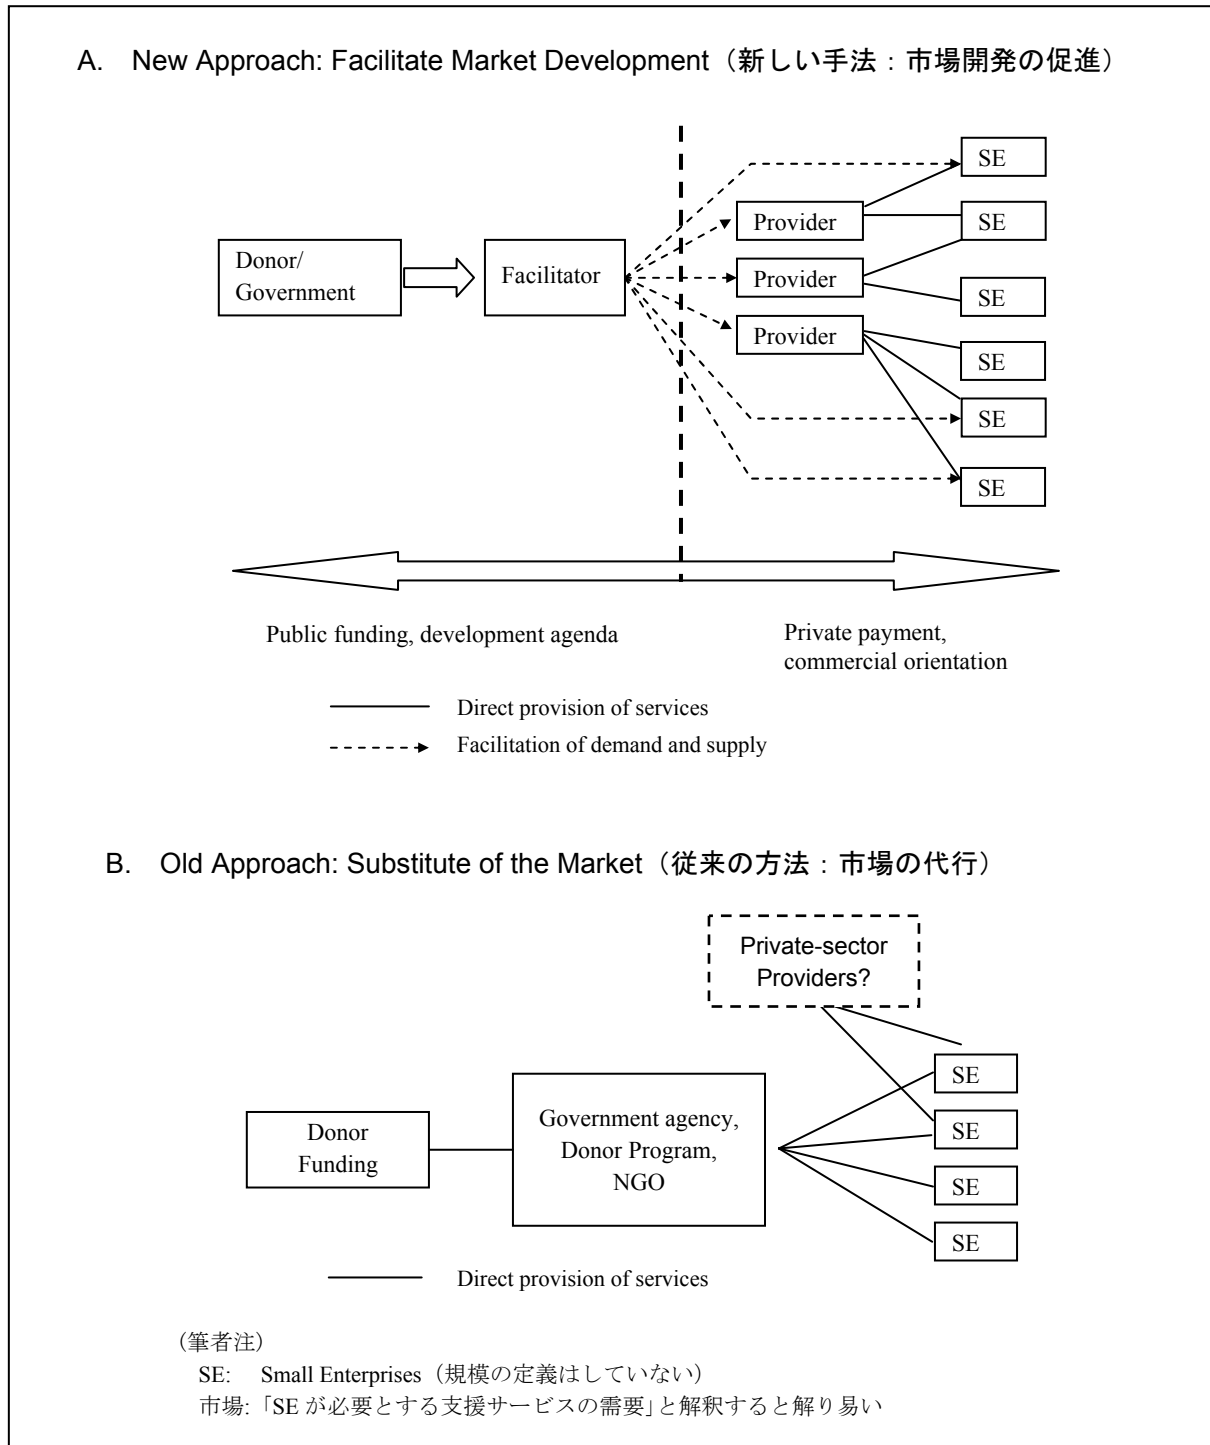 A. New Approach: Facilitate Market Development（新しい手法：市場開発の促進）
SE
Provider
SE
Donor/
Government
Facilitator
Provider
SE
Provider
SE
SE
SE
Public funding, development agenda
Private payment,
commercial orientation
Direct provision of services
Facilitation of demand and supply
B. Old Approach: Substitute of the Market（従来の方法：市場の代行）
Private-sector
Providers?
SE
Donor
Funding
Government agency,
Donor Program,
NGO
SE
SE
SE
Direct provision of services
（筆者注）
SE: Small Enterprises（規模の定義はしていない）
市場:「SE が必要とする支援サービスの需要」と解釈すると解り易い